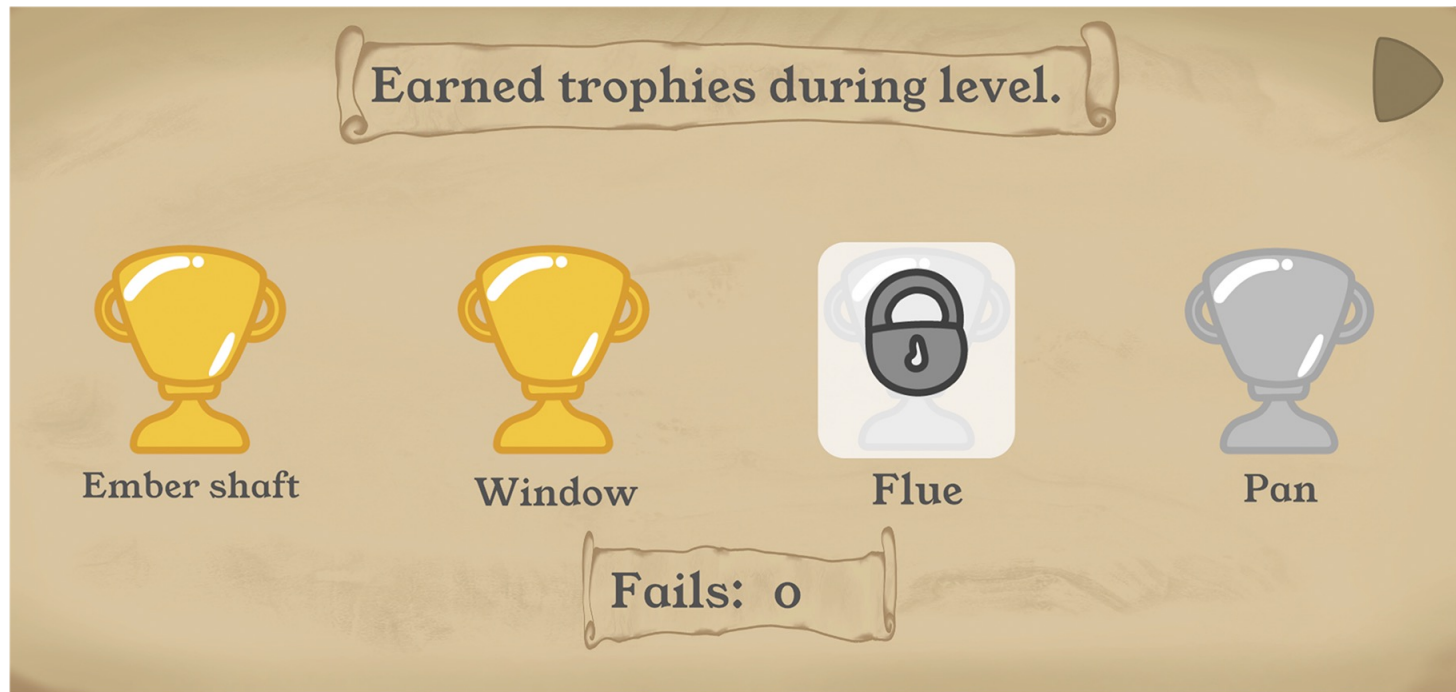 Earned trophies during level.
Ember shaft
Window
Flue
Pan
Fails: 0